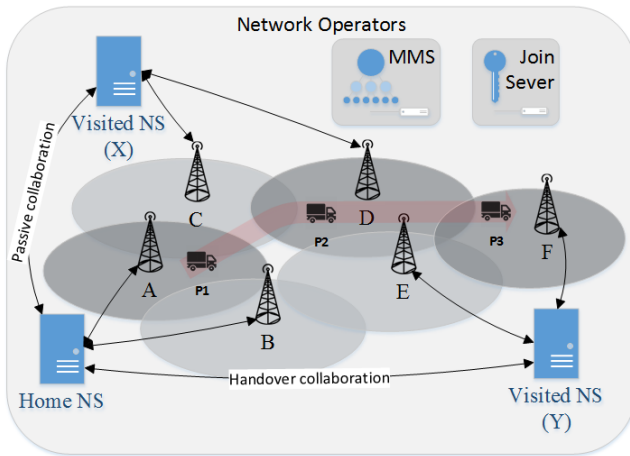 Network Operators
MMS
Join
Sever
Visited NS
(X)
Passive collaboration
C
D
P2
P3
F
A
P1
E
B
Handover collaboration
Home NS
Visited NS
(Y)